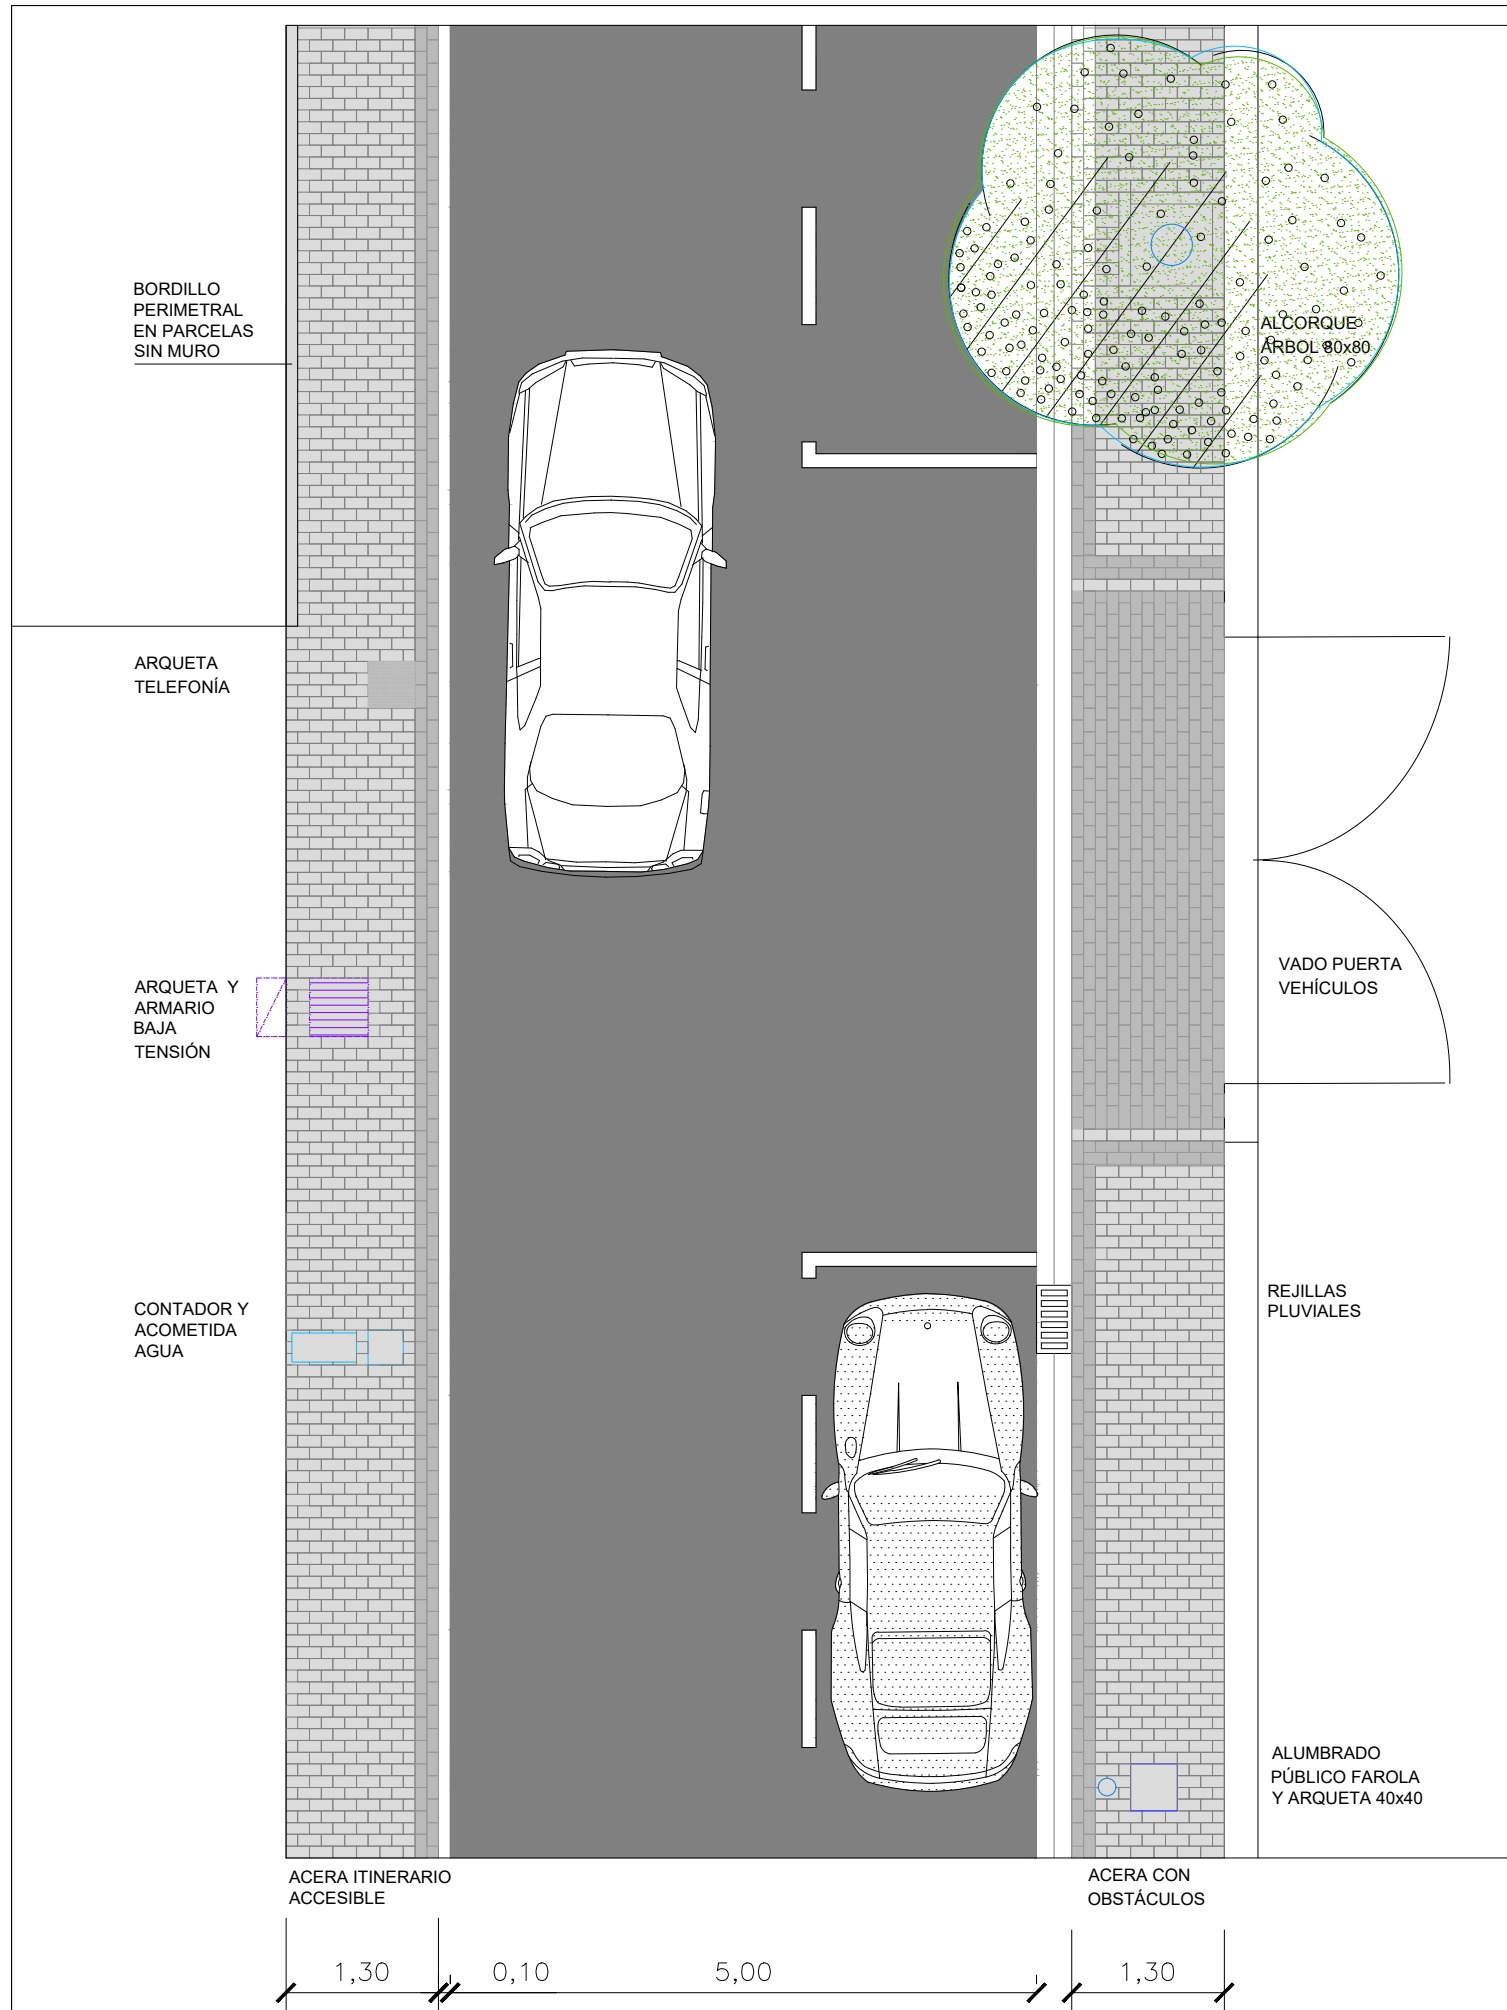 BORDILLO
PERIMETRAL
EN PARCELAS
SIN MURO
ALCORQUE
ÁRBOL 80x80
ARQUETA
TELEFONÍA
ARQUETA Y
ARMARIO
BAJA
TENSIÓN
VADO PUERTA
VEHÍCULOS
CONTADOR Y
ACOMETIDA
AGUA
REJILLAS
PLUVIALES
ALUMBRADO
PÚBLICO FAROLA
Y ARQUETA 40x40
ACERA ITINERARIO
ACCESIBLE
ACERA CON
OBSTÁCULOS
1,30
0,10
5,00
1,30